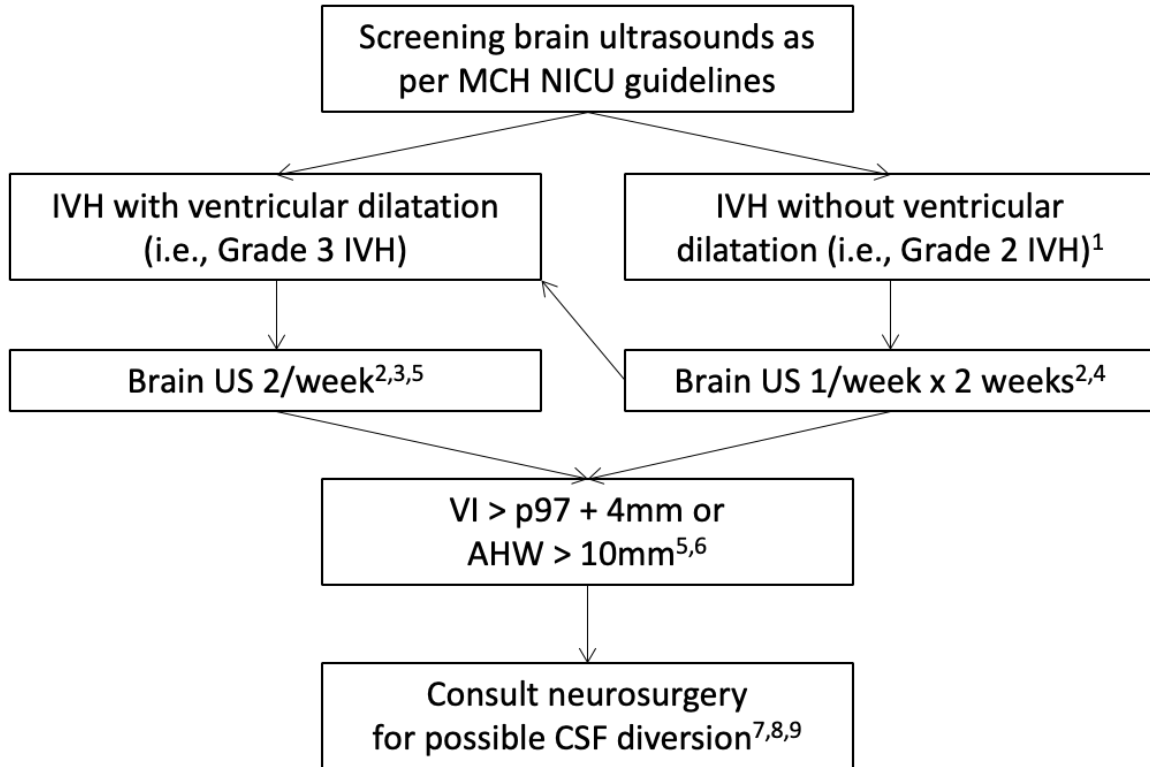 Screening brain ultrasounds as
per MCH NICU guidelines
IVH with ventricular dilatation
(i.e., Grade 3 IVH)
IVH without ventricular
dilatation (i.e., Grade 2 IVH)¹
Brain US 2/week²,³,⁵
Brain US 1/week x 2 weeks²,⁴
VI > p97 + 4mm or
AHW > 10mm⁵,⁶
Consult neurosurgery
for possible CSF diversion⁷,⁸,⁹